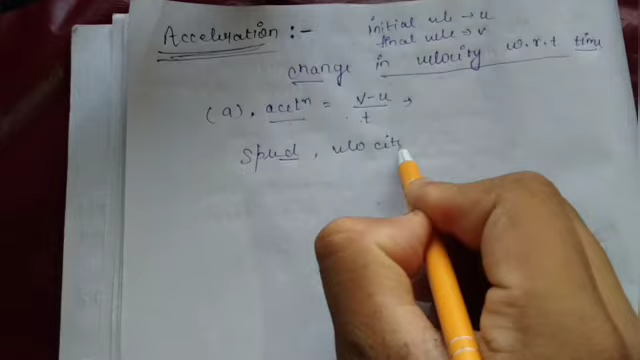 Acceleration :-
initial vel → u
final vel → v
change in velocity w.r.t time
(a), accln = v-u / t →
Speed, velocity